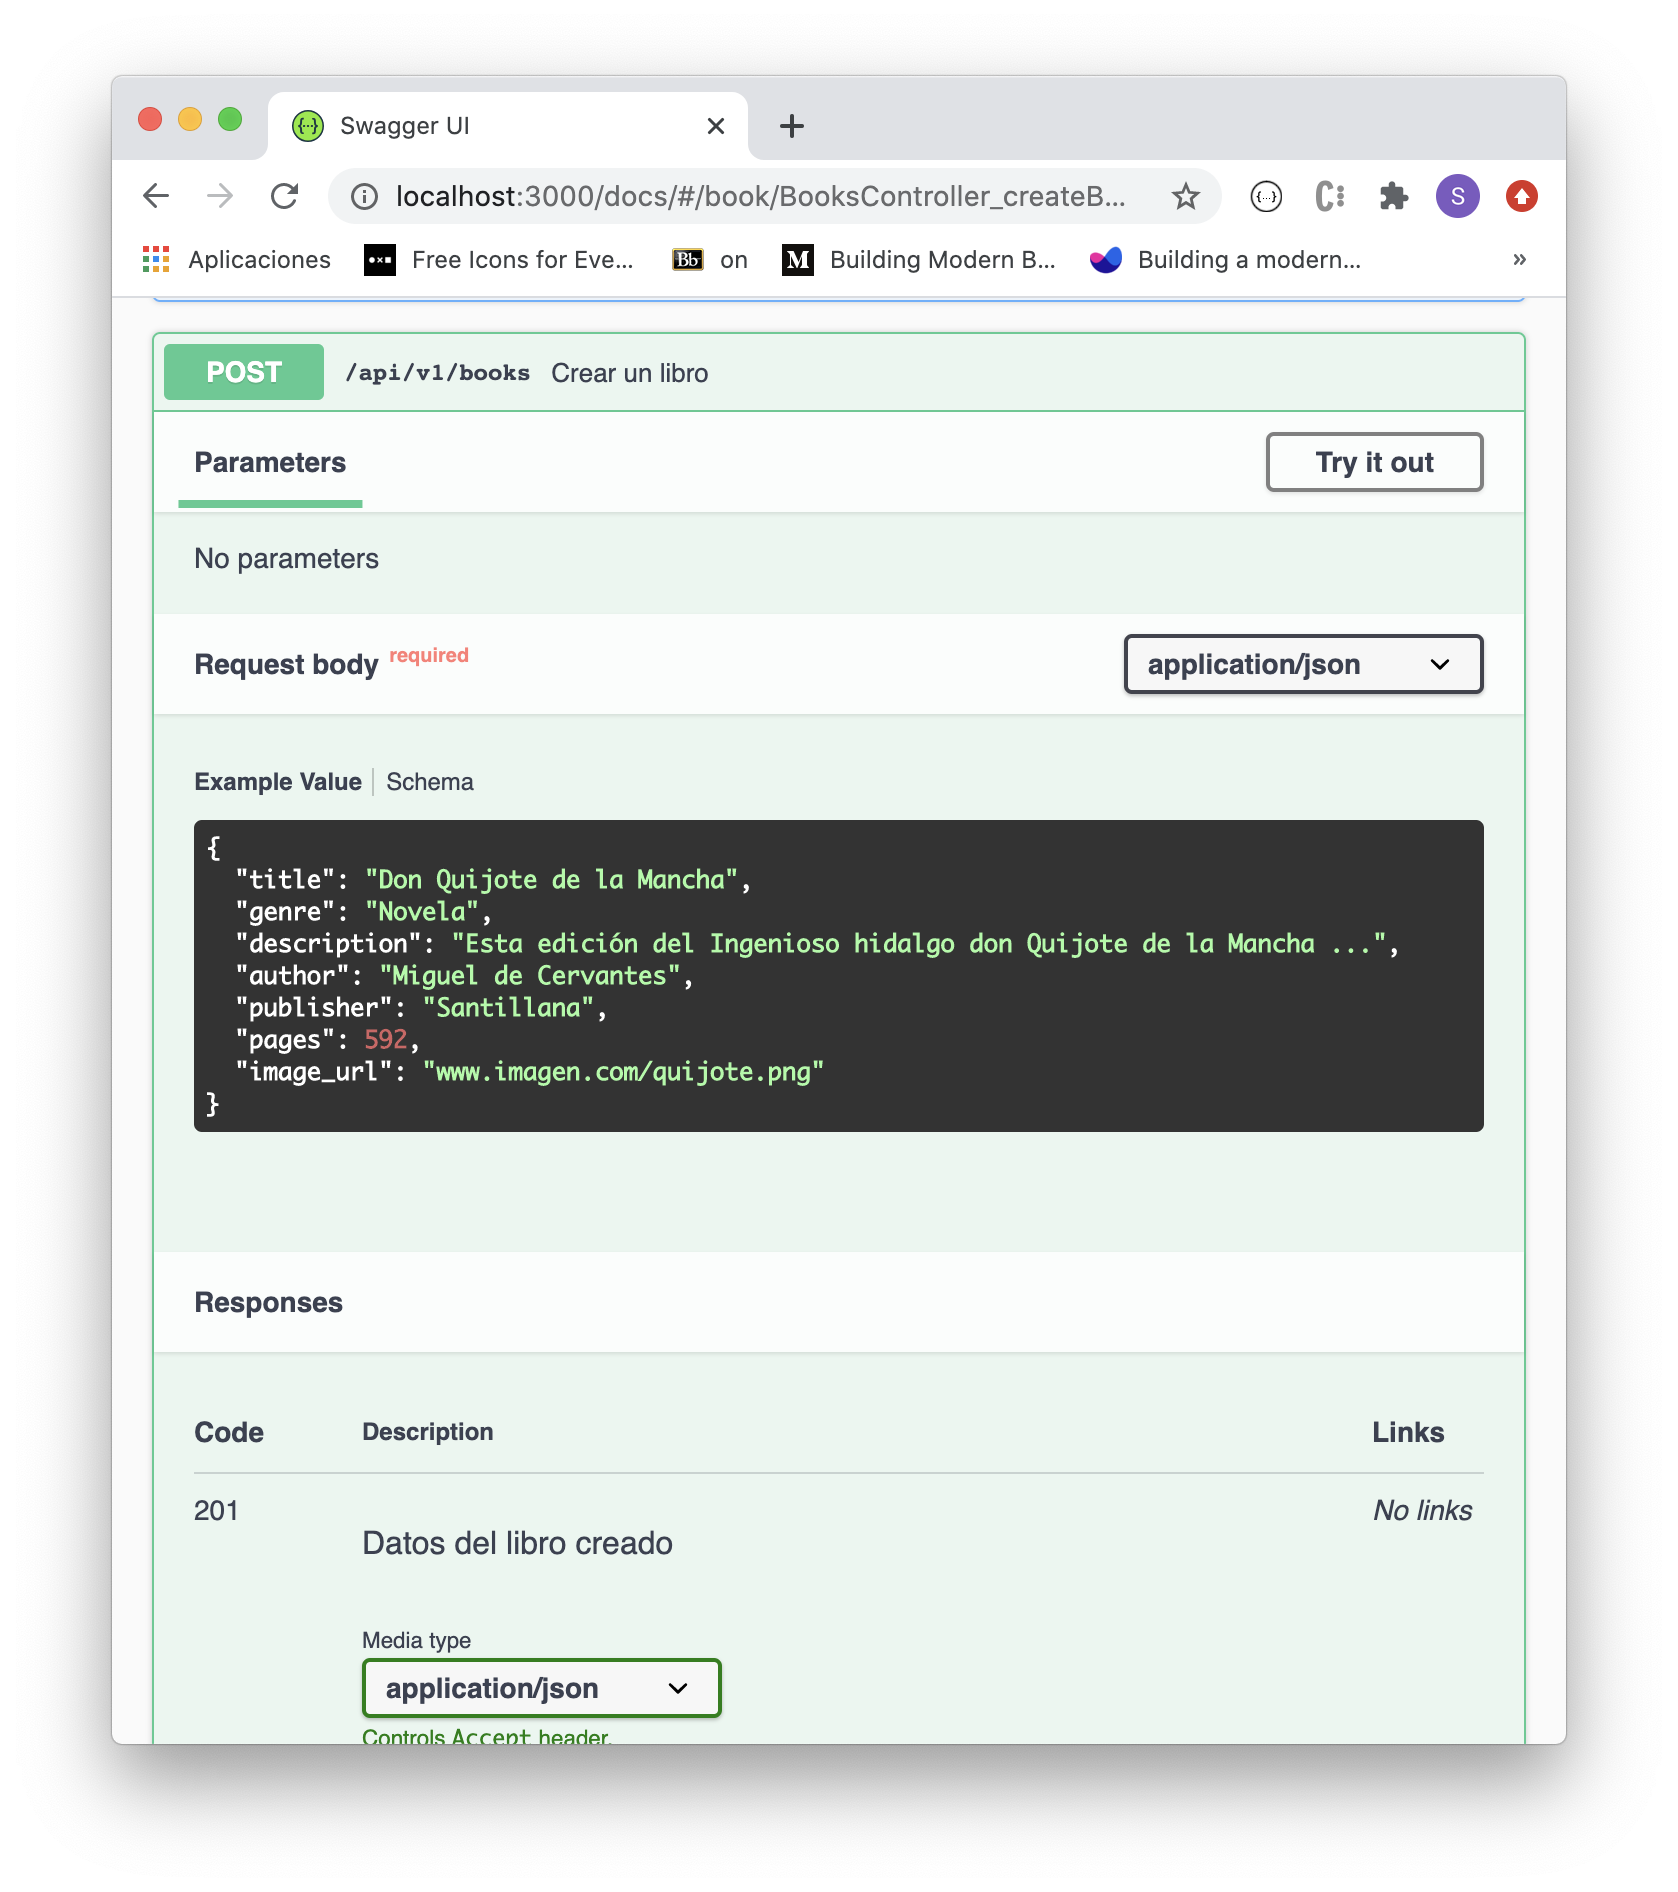 Swagger UI
localhost:3000/docs/#/book/BooksController_createB...
S
Aplicaciones
Free Icons for Eve...
Bb on
M Building Modern B...
Building a modern...
»
POST /api/v1/books Crear un libro
Parameters
Try it out
No parameters
Request body required
application/json
Example Value | Schema
{
"title": "Don Quijote de la Mancha",
"genre": "Novela",
"description": "Esta edición del Ingenioso hidalgo don Quijote de la Mancha ...",
"author": "Miguel de Cervantes",
"publisher": "Santillana",
"pages": 592,
"image_url": "www.imagen.com/quijote.png"
}
Responses
Code Description Links
201 No links
Datos del libro creado
Media type
application/json
Controls Accept header.